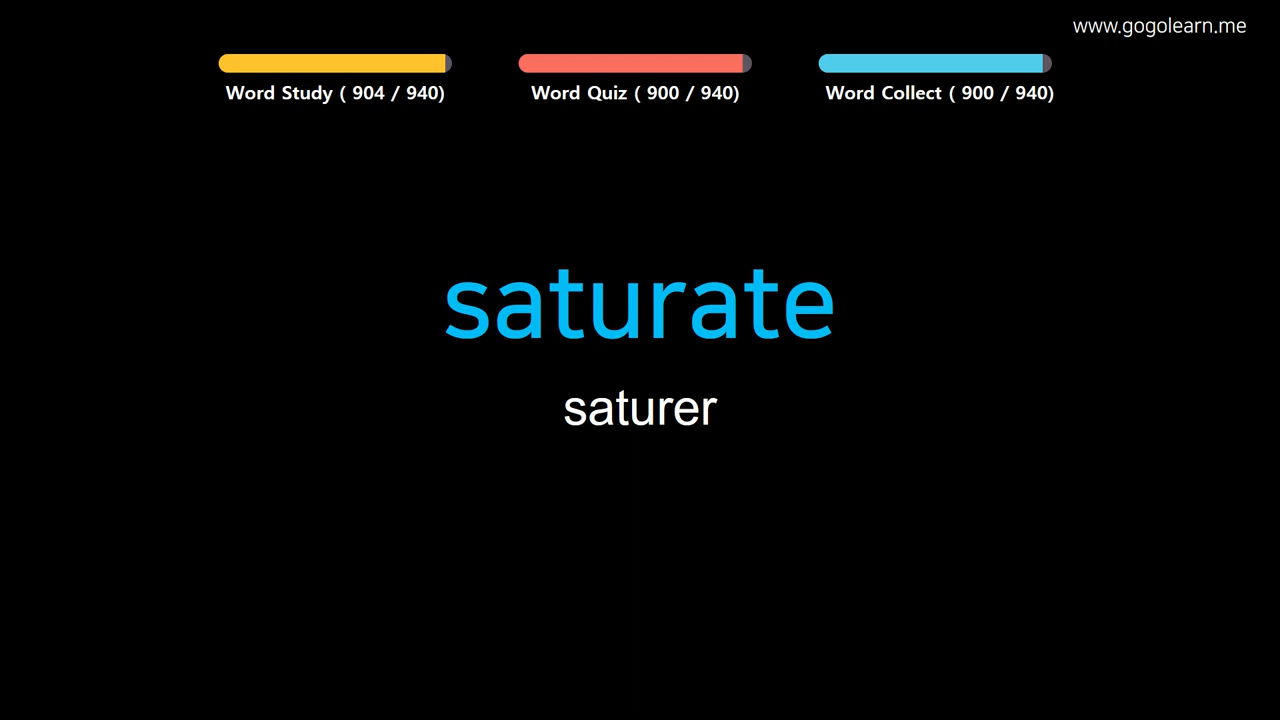 www.gogolearn.me
Word Study ( 904 / 940)
Word Quiz ( 900 / 940)
Word Collect ( 900 / 940)
saturate
saturer